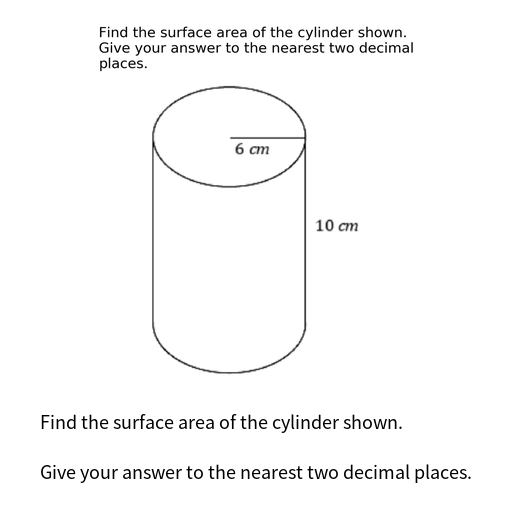 Find the surface area of the cylinder shown.
Give your answer to the nearest two decimal
places.
6 cm
10 cm
Find the surface area of the cylinder shown.
Give your answer to the nearest two decimal places.